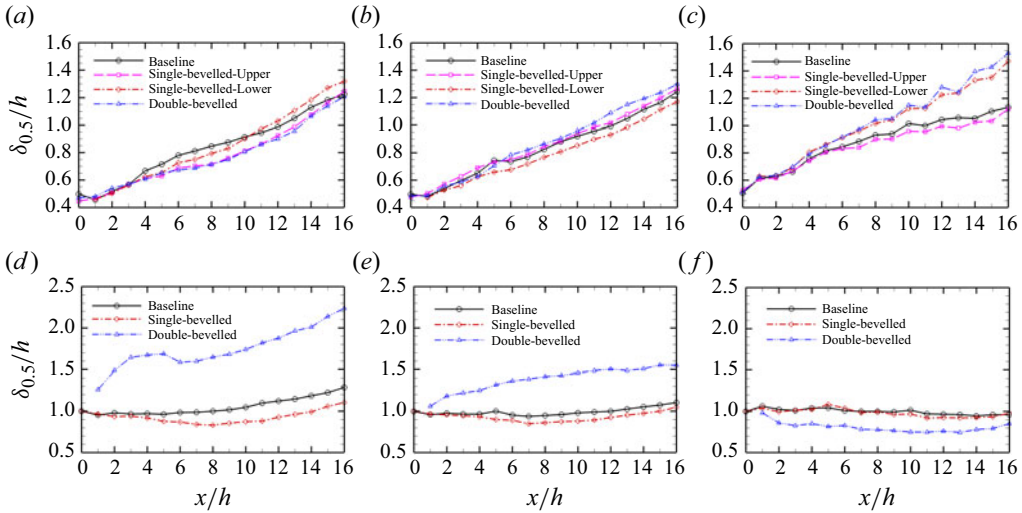 (a) (b) (c)
1.6 1.6 1.6
Baseline Baseline Baseline
1.4 1.4 1.4
Single-bevelled-Upper Single-bevelled-Upper Single-bevelled-Upper
1.2 Single-bevelled-Lower 1.2 Single-bevelled-Lower 1.2 Single-bevelled-Lower
Double-bevelled Double-bevelled Double-bevelled
δ0.5/h 1.0 1.0 1.0
0.8 0.8 0.8
0.6 0.6 0.6
0.4 0.4 0.4
0 2 4 6 8 10 12 14 16 0 2 4 6 8 10 12 14 16 0 2 4 6 8 10 12 14 16
(d) (e) (f)
2.5 2.5 2.5
Baseline Baseline Baseline
Single-bevelled Single-bevelled Single-bevelled
2.0 Double-bevelled 2.0 Double-bevelled 2.0 Double-bevelled
δ0.5/h 1.5 1.5 1.5
1.0 1.0 1.0
0.5 0.5 0.5
0 2 4 6 8 10 12 14 16 0 2 4 6 8 10 12 14 16 0 2 4 6 8 10 12 14 16
x/h x/h x/h